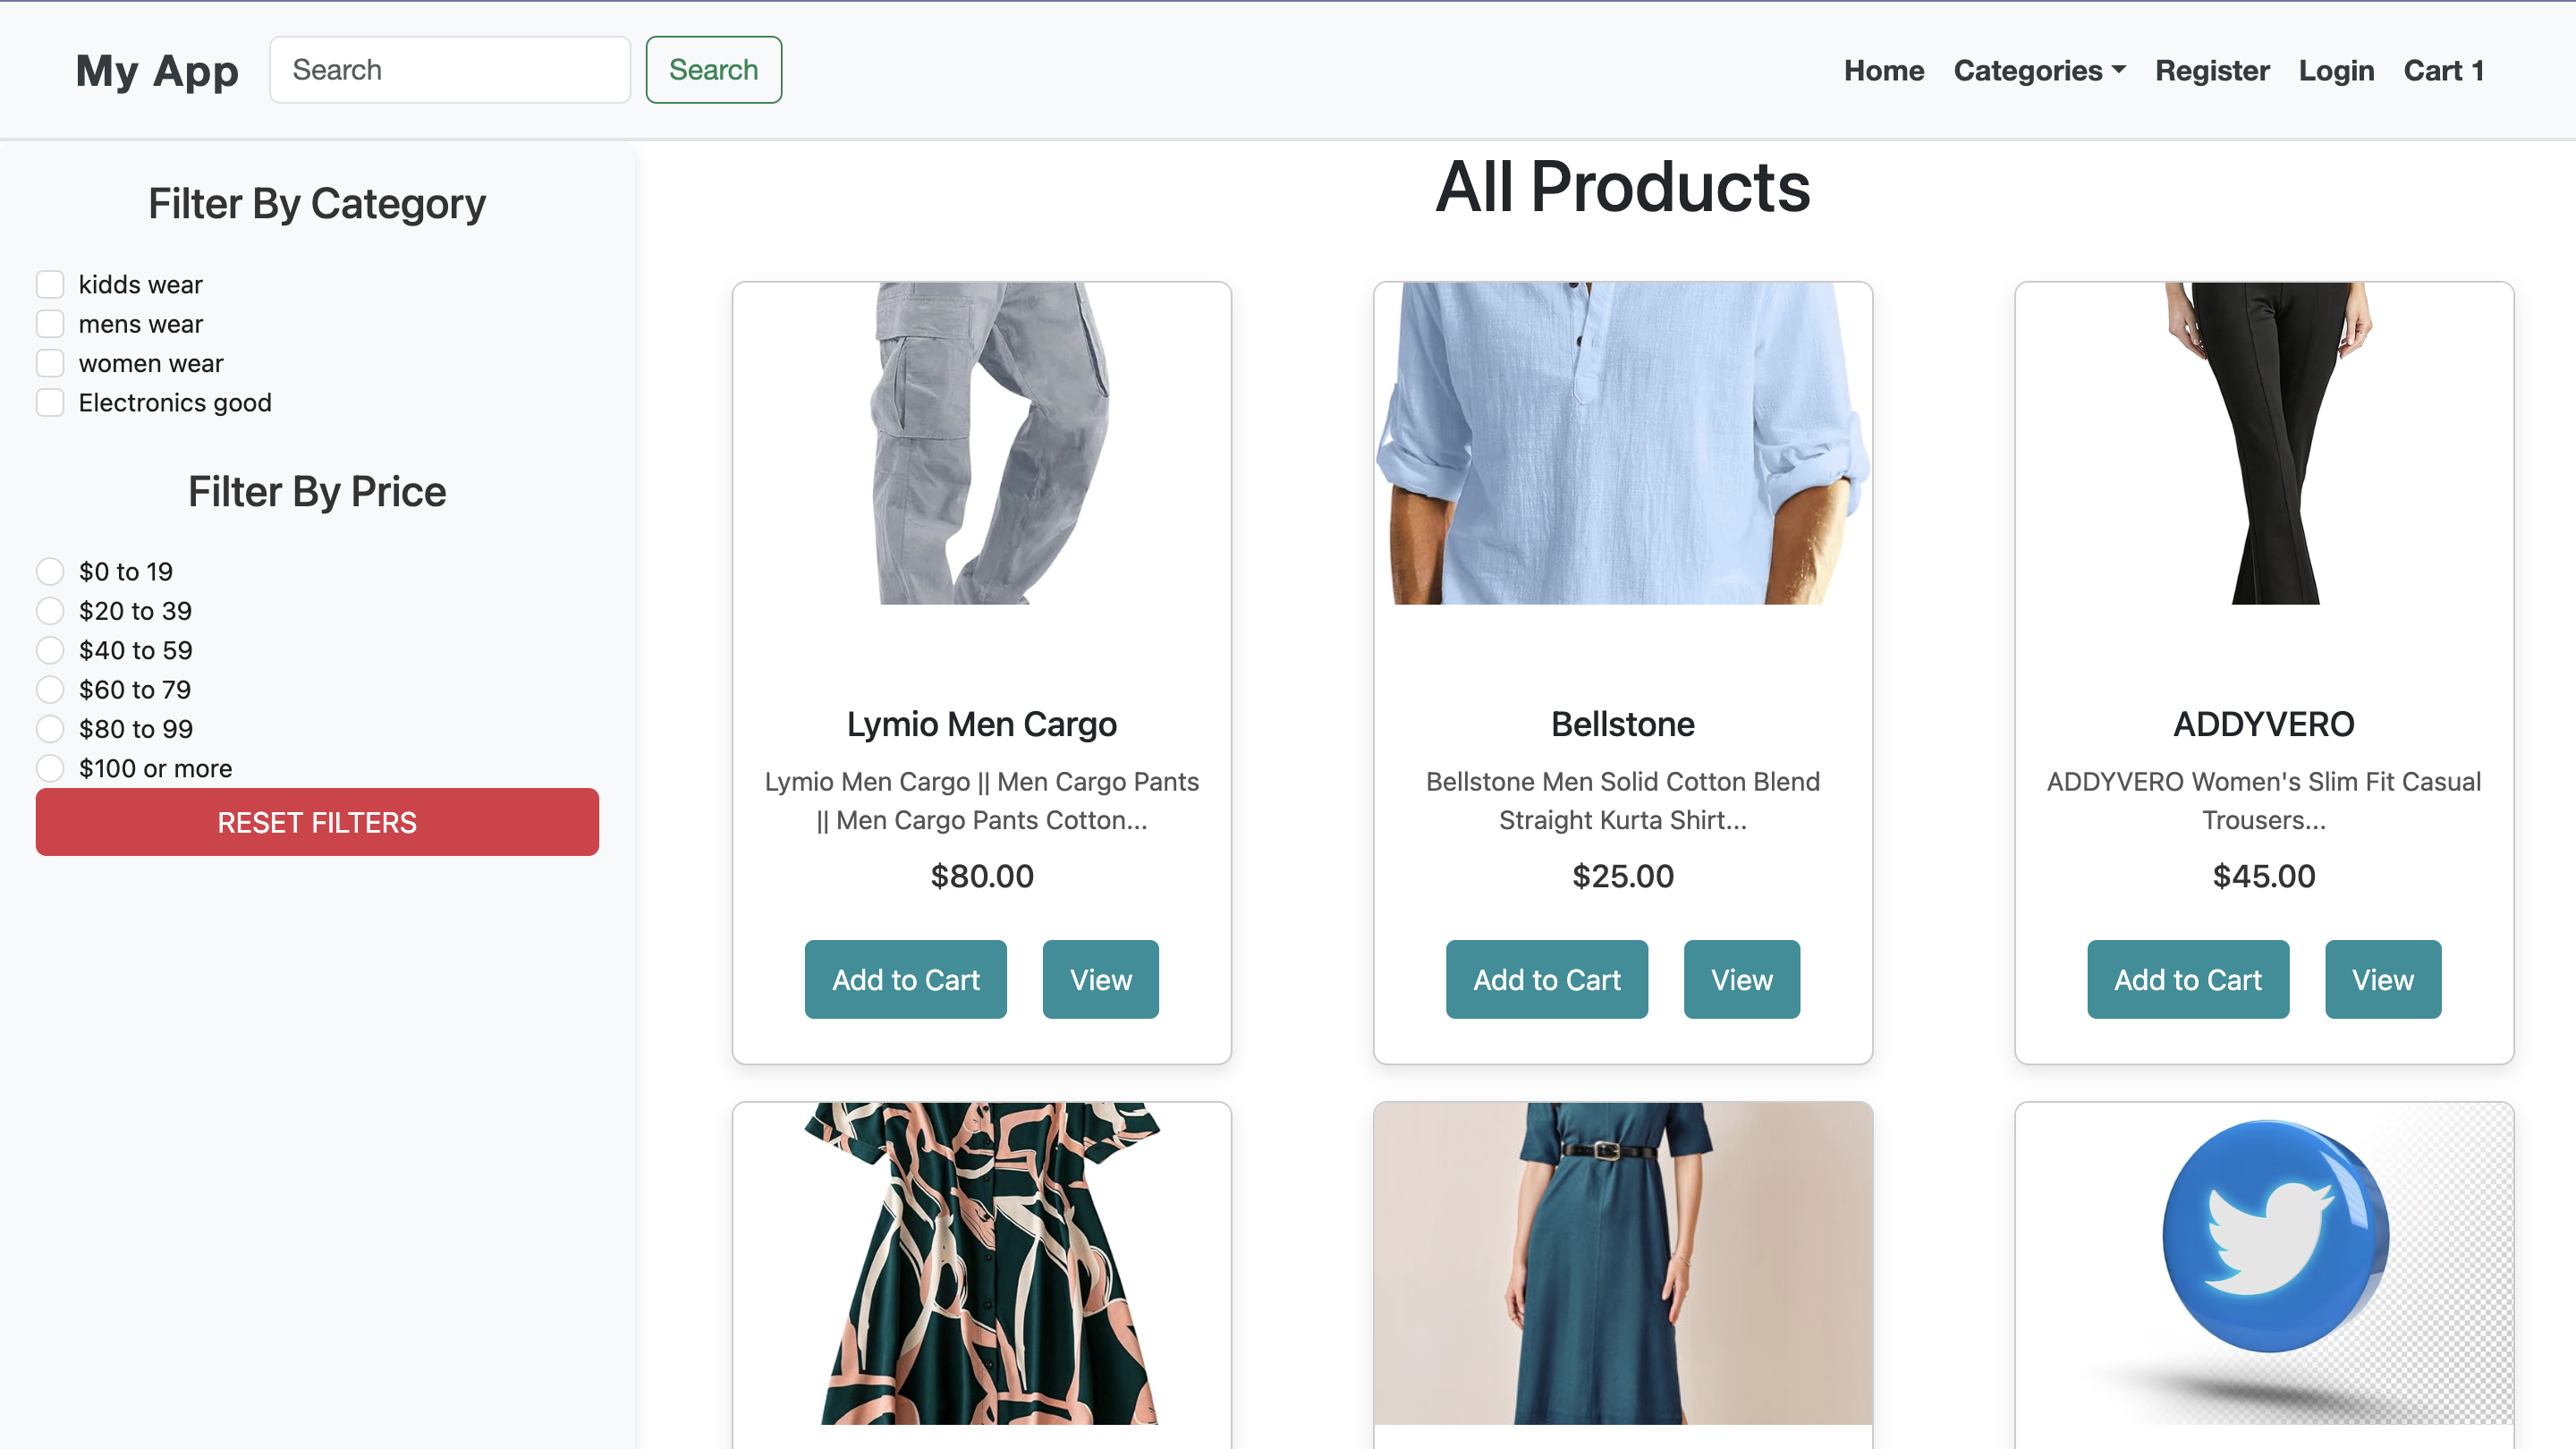 My App
Search
Search
Home
Categories
Register
Login
Cart 1
Filter By Category
kidds wear
mens wear
women wear
Electronics good
Filter By Price
$0 to 19
$20 to 39
$40 to 59
$60 to 79
$80 to 99
$100 or more
RESET FILTERS
All Products
Lymio Men Cargo
Lymio Men Cargo || Men Cargo Pants
|| Men Cargo Pants Cotton...
$80.00
Add to Cart
View
Bellstone
Bellstone Men Solid Cotton Blend
Straight Kurta Shirt...
$25.00
Add to Cart
View
ADDYVERO
ADDYVERO Women's Slim Fit Casual
Trousers...
$45.00
Add to Cart
View